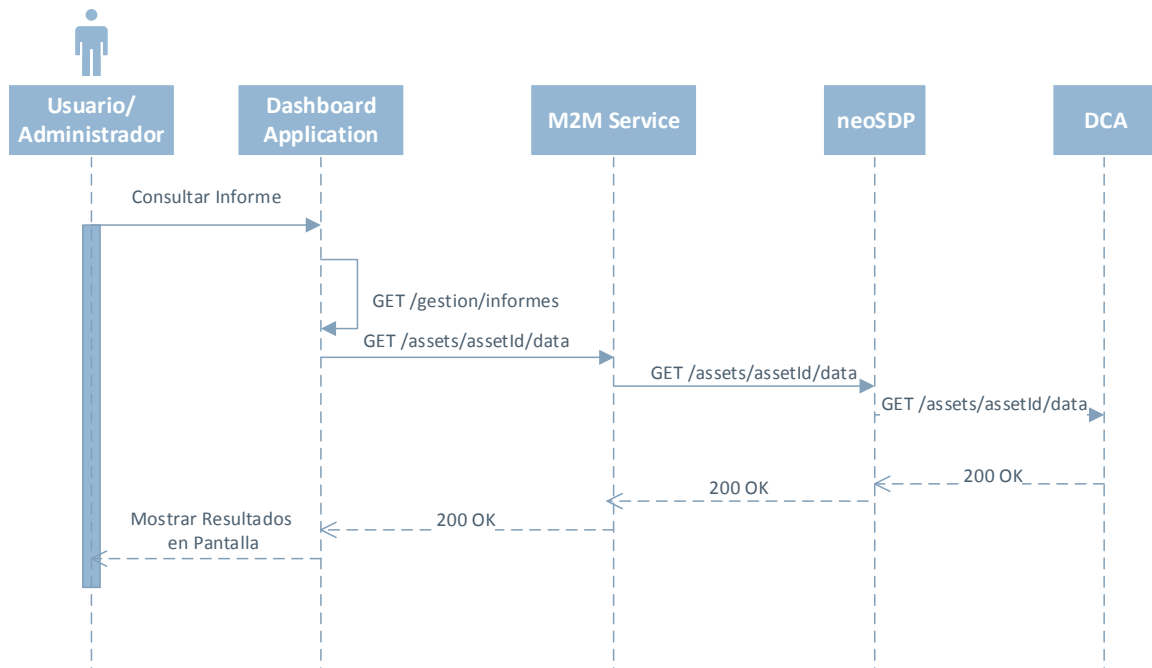 Usuario/
Administrador
Dashboard
Application
M2M Service
neoSDP
DCA
Consultar Informe
GET /gestion/informes
GET /assets/assetId/data
GET /assets/assetId/data
GET /assets/assetId/data
200 OK
200 OK
200 OK
Mostrar Resultados
en Pantalla